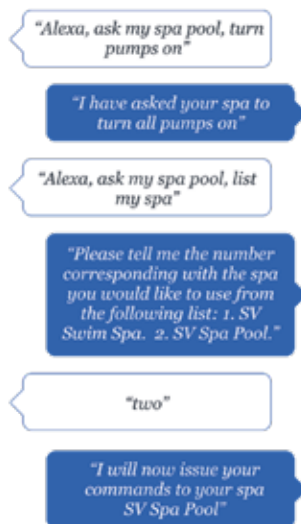 "Alexa, ask my spa pool, turn
pumps on"
"I have asked your spa to
turn all pumps on"
"Alexa, ask my spa pool, list
my spa"
"Please tell me the number
corresponding with the spa
you would like to use from
the following list: 1. SV
Swim Spa.  2. SV Spa Pool."
"two"
"I will now issue your
commands to your spa
SV Spa Pool"